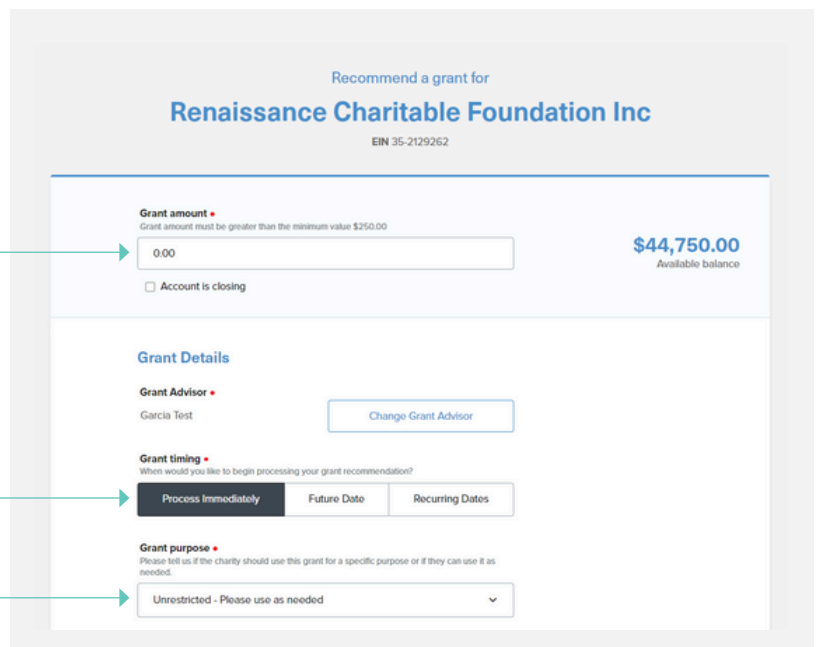 Recommend a grant for
Renaissance Charitable Foundation Inc
EIN 35-2129262
Grant amount •
Grant amount must be greater than the minimum value $250.00
0.00
$44,750.00
Available balance
Account is closing
Grant Details
Grant Advisor •
Garcia Test
Change Grant Advisor
Grant timing •
When would you like to begin processing your grant recommendation?
Process Immediately
Future Date
Recurring Dates
Grant purpose •
Please tell us if the charity should use this grant for a specific purpose or if they can use it as
needed.
Unrestricted - Please use as needed